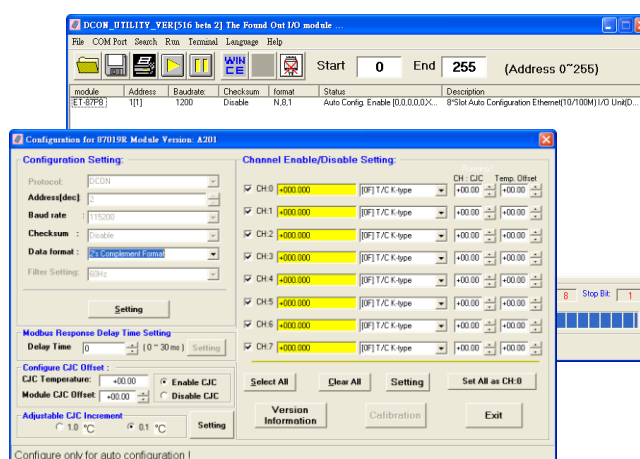 DCON_UTILITY_VER[516 beta 2] The Found Out I/O module ...
File COM Port Search Run Terminal Language Help
WIN CE Start 0 End 255 (Address 0~255)
module Address Baudrate: Checksum format Status Description
ET-87P8 1[1] 1200 Disable N,8,1 Auto Config. Enable [0,0,0,0,0,X... 8*Slot Auto Configuration Ethernet(10/100M) I/O Unit(D...
8 Stop Bit: 1
Configuration for 87019R Module Version: A201
Configuration Setting:
Protocol: DCON
Address[dec]: 2
Baud rate : 115200
Checksum : Disable
Data format : 2's Complement Format
Filter Setting: 60Hz
Setting
Modbus Response Delay Time Setting
Delay Time 0 ( 0 ~ 30 ms ) Setting
Configure CJC Offset :
CJC Temperature: +00.00 Enable CJC
Module CJC Offset: +00.00 Disable CJC
Adjustable CJC Increment
1.0 °C 0.1 °C Setting
Channel Enable/Disable Setting:
CH : CJC Temp. Offset
CH:0 +000.000 [0F] T/C K-type +00.00 +00.00
CH:1 +000.000 [0F] T/C K-type +00.00 +00.00
CH:2 +000.000 [0F] T/C K-type +00.00 +00.00
CH:3 +000.000 [0F] T/C K-type +00.00 +00.00
CH:4 +000.000 [0F] T/C K-type +00.00 +00.00
CH:5 +000.000 [0F] T/C K-type +00.00 +00.00
CH:6 +000.000 [0F] T/C K-type +00.00 +00.00
CH:7 +000.000 [0F] T/C K-type +00.00 +00.00
Select All Clear All Setting Set All as CH:0
Version Information Calibration Exit
Configure only for auto configuration !